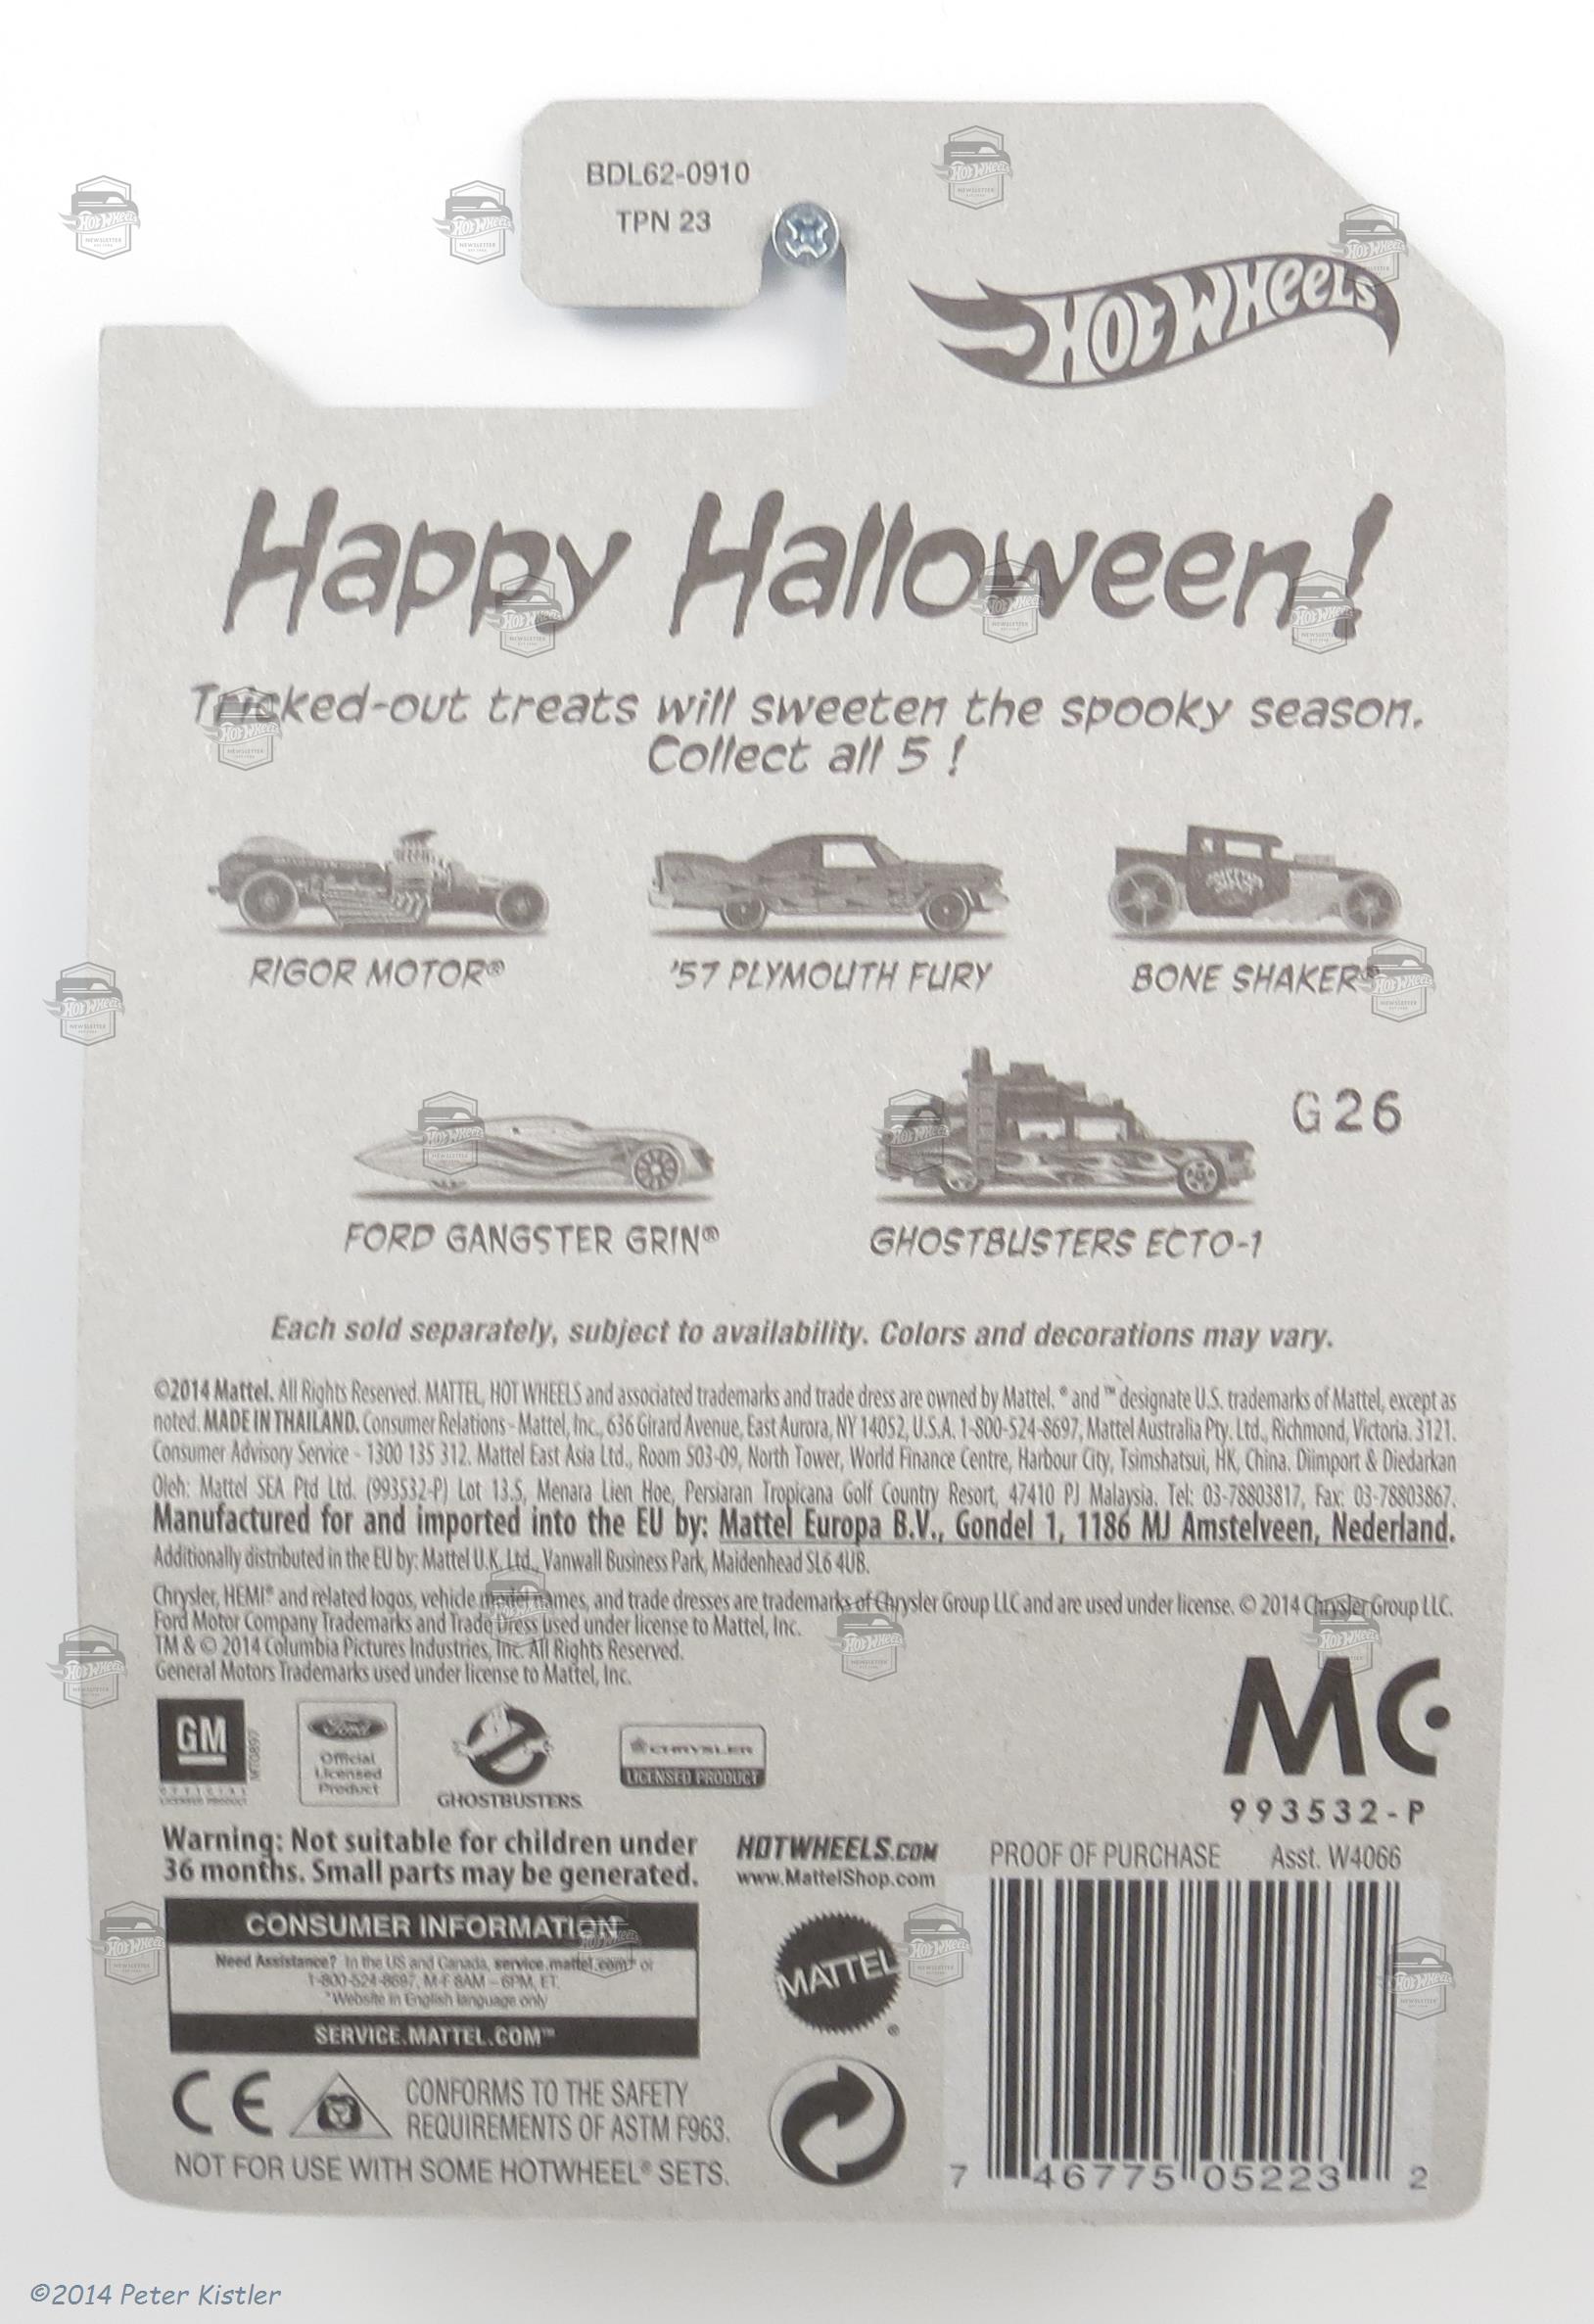 BDL62-0910
TPN 23
HOT WHEELS
Happy Halloween!
Tricked-out treats will sweeten the spooky season.
Collect all 5 !
RIGOR MOTOR®
'57 PLYMOUTH FURY
BONE SHAKER®
FORD GANGSTER GRIN®
GHOSTBUSTERS ECTO-1
G26
Each sold separately, subject to availability. Colors and decorations may vary.
©2014 Mattel. All Rights Reserved. MATTEL, HOT WHEELS and associated trademarks and trade dress are owned by Mattel. ® and ™ designate U.S. trademarks of Mattel, except as
noted. MADE IN THAILAND. Consumer Relations - Mattel, Inc., 636 Girard Avenue, East Aurora, NY 14052, U.S.A. 1-800-524-8697, Mattel Australia Pty. Ltd., Richmond, Victoria. 3121.
Consumer Advisory Service - 1300 135 312. Mattel East Asia Ltd., Room 503-09, North Tower, World Finance Centre, Harbour City, Tsimshatsui, HK, China. Diimport & Diedarkan
Oleh: Mattel SEA Ptd Ltd. (993532-P) Lot 13.5, Menara Lien Hoe, Persiaran Tropicana Golf Country Resort, 47410 PJ Malaysia. Tel: 03-78803817, Fax: 03-78803867.
Manufactured for and imported into the EU by: Mattel Europa B.V., Gondel 1, 1186 MJ Amstelveen, Nederland.
Additionally distributed in the EU by: Mattel U.K. Ltd., Vanwall Business Park, Maidenhead SL6 4UB.
Chrysler, HEMI® and related logos, vehicle model names, and trade dresses are trademarks of Chrysler Group LLC and are used under license. © 2014 Chrysler Group LLC.
Ford Motor Company Trademarks and Trade Dress used under license to Mattel, Inc.
TM & © 2014 Columbia Pictures Industries, Inc. All Rights Reserved.
General Motors Trademarks used under license to Mattel, Inc.
GM
MT0897
OFFICIAL
LICENSED PRODUCT
Ford
Official
Licensed
Product
GHOSTBUSTERS
CHRYSLER
LICENSED PRODUCT
MC
993532-P
Warning: Not suitable for children under
36 months. Small parts may be generated.
HOTWHEELS.COM
www.MattelShop.com
PROOF OF PURCHASE Asst. W4066
CONSUMER INFORMATION
Need Assistance? In the US and Canada, service.mattel.com* or
1-800-524-8697, M-F 8AM – 6PM, ET.
*Website in English language only
SERVICE.MATTEL.COM™
MATTEL®
CE
CONFORMS TO THE SAFETY
REQUIREMENTS OF ASTM F963.
NOT FOR USE WITH SOME HOTWHEEL® SETS.
7 46775 05223 2
©2014 Peter Kistler